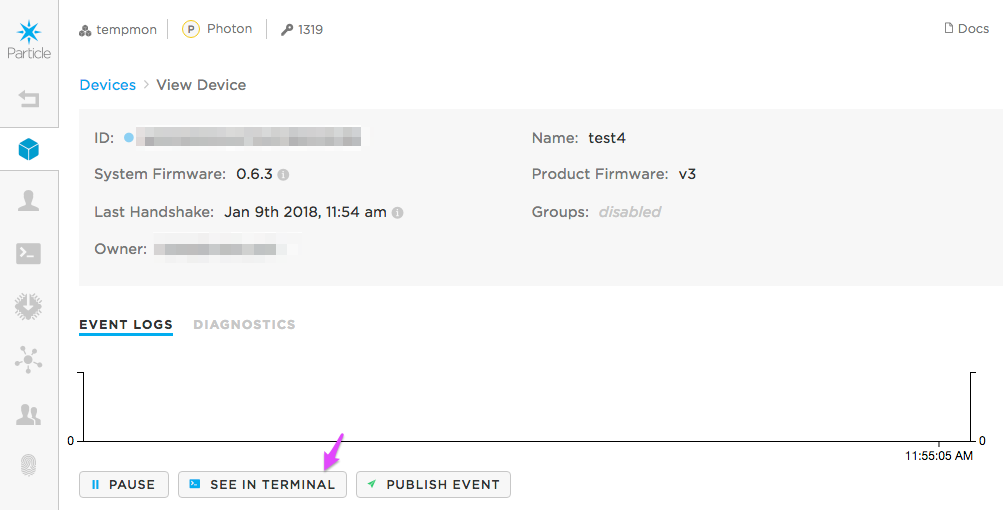 Particle
tempmon P Photon 1319 Docs
Devices > View Device
ID: Name: test4
System Firmware: 0.6.3 Product Firmware: v3
Last Handshake: Jan 9th 2018, 11:54 am Groups: disabled
Owner:
EVENT LOGS DIAGNOSTICS
0 0
11:55:05 AM
PAUSE SEE IN TERMINAL PUBLISH EVENT